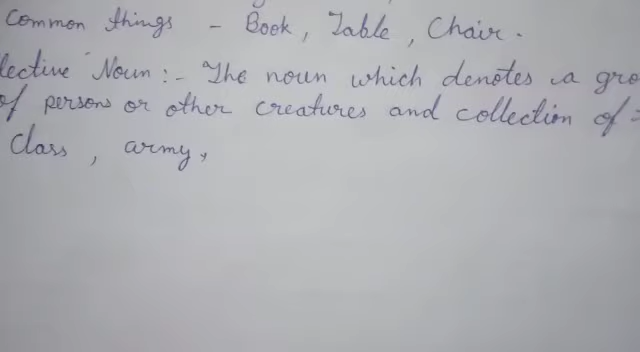 Common things - Book, Table, Chair.
lective Noun :- The noun which denotes a gro
of persons or other creatures and collection of
Class, army,